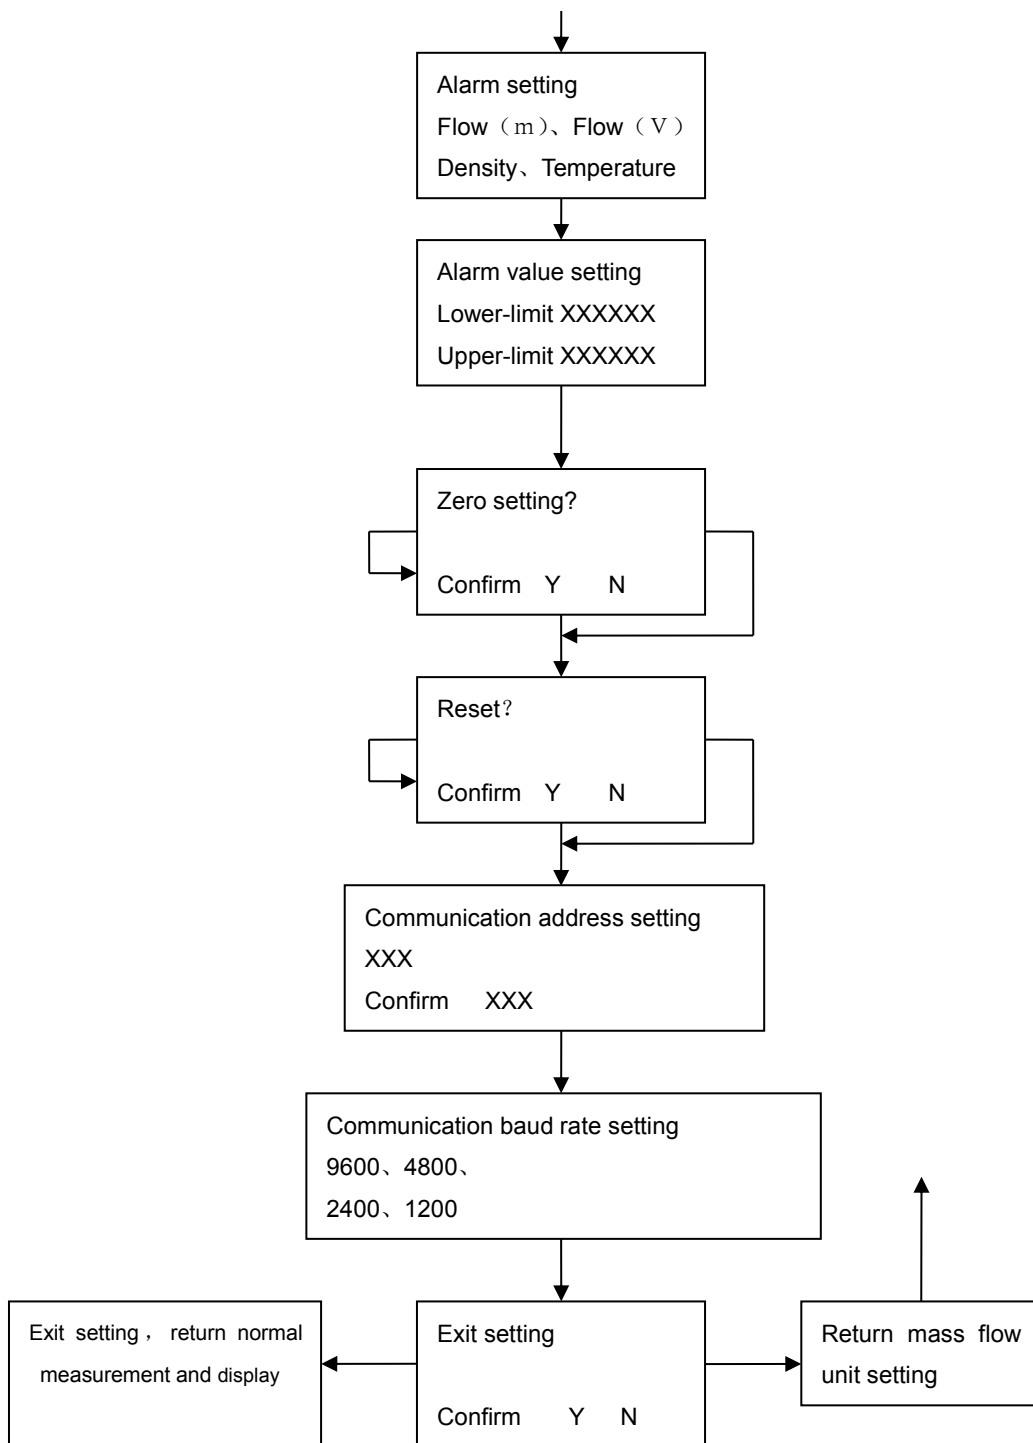 Alarm setting
Flow（ｍ）、Flow（Ｖ）
Density、Temperature
Alarm value setting
Lower-limit XXXXXX
Upper-limit XXXXXX
Zero setting?
Confirm Y N
Reset？
Confirm Y N
Communication address setting
XXX
Confirm XXX
Communication baud rate setting
9600、4800、
2400、1200
Exit setting，return normal
measurement and display
Exit setting
Confirm Y N
Return mass flow
unit setting